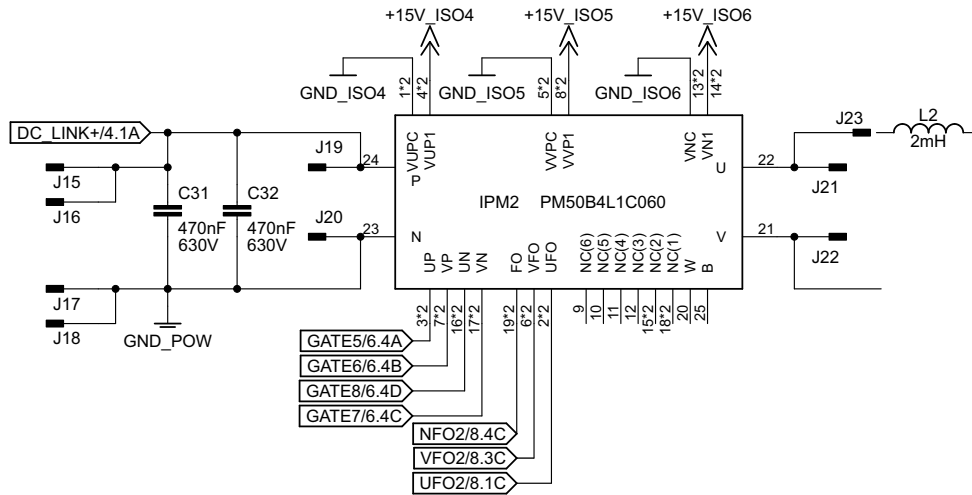 +15V_ISO4
+15V_ISO5
+15V_ISO6
GND_ISO4
1*2
4*2
GND_ISO5
5*2
8*2
GND_ISO6
13*2
14*2
DC_LINK+/4.1A
J15
J16
C31
470nF
630V
C32
470nF
630V
J17
J18
GND_POW
J19
24
J20
23
VUPC
VUP1
VVPC
VVP1
VNC
VN1
P
N
U
V
IPM2 PM50B4L1C060
UP
VP
UN
VN
FO
VFO
UFO
NC(6)
NC(5)
NC(4)
NC(3)
NC(2)
NC(1)
W
B
22
J21
21
J22
J23
L2
2mH
3*2
7*2
16*2
17*2
19*2
6*2
2*2
9
10
11
12
15*2
18*2
20
25
GATE5/6.4A
GATE6/6.4B
GATE8/6.4D
GATE7/6.4C
NFO2/8.4C
VFO2/8.3C
UFO2/8.1C